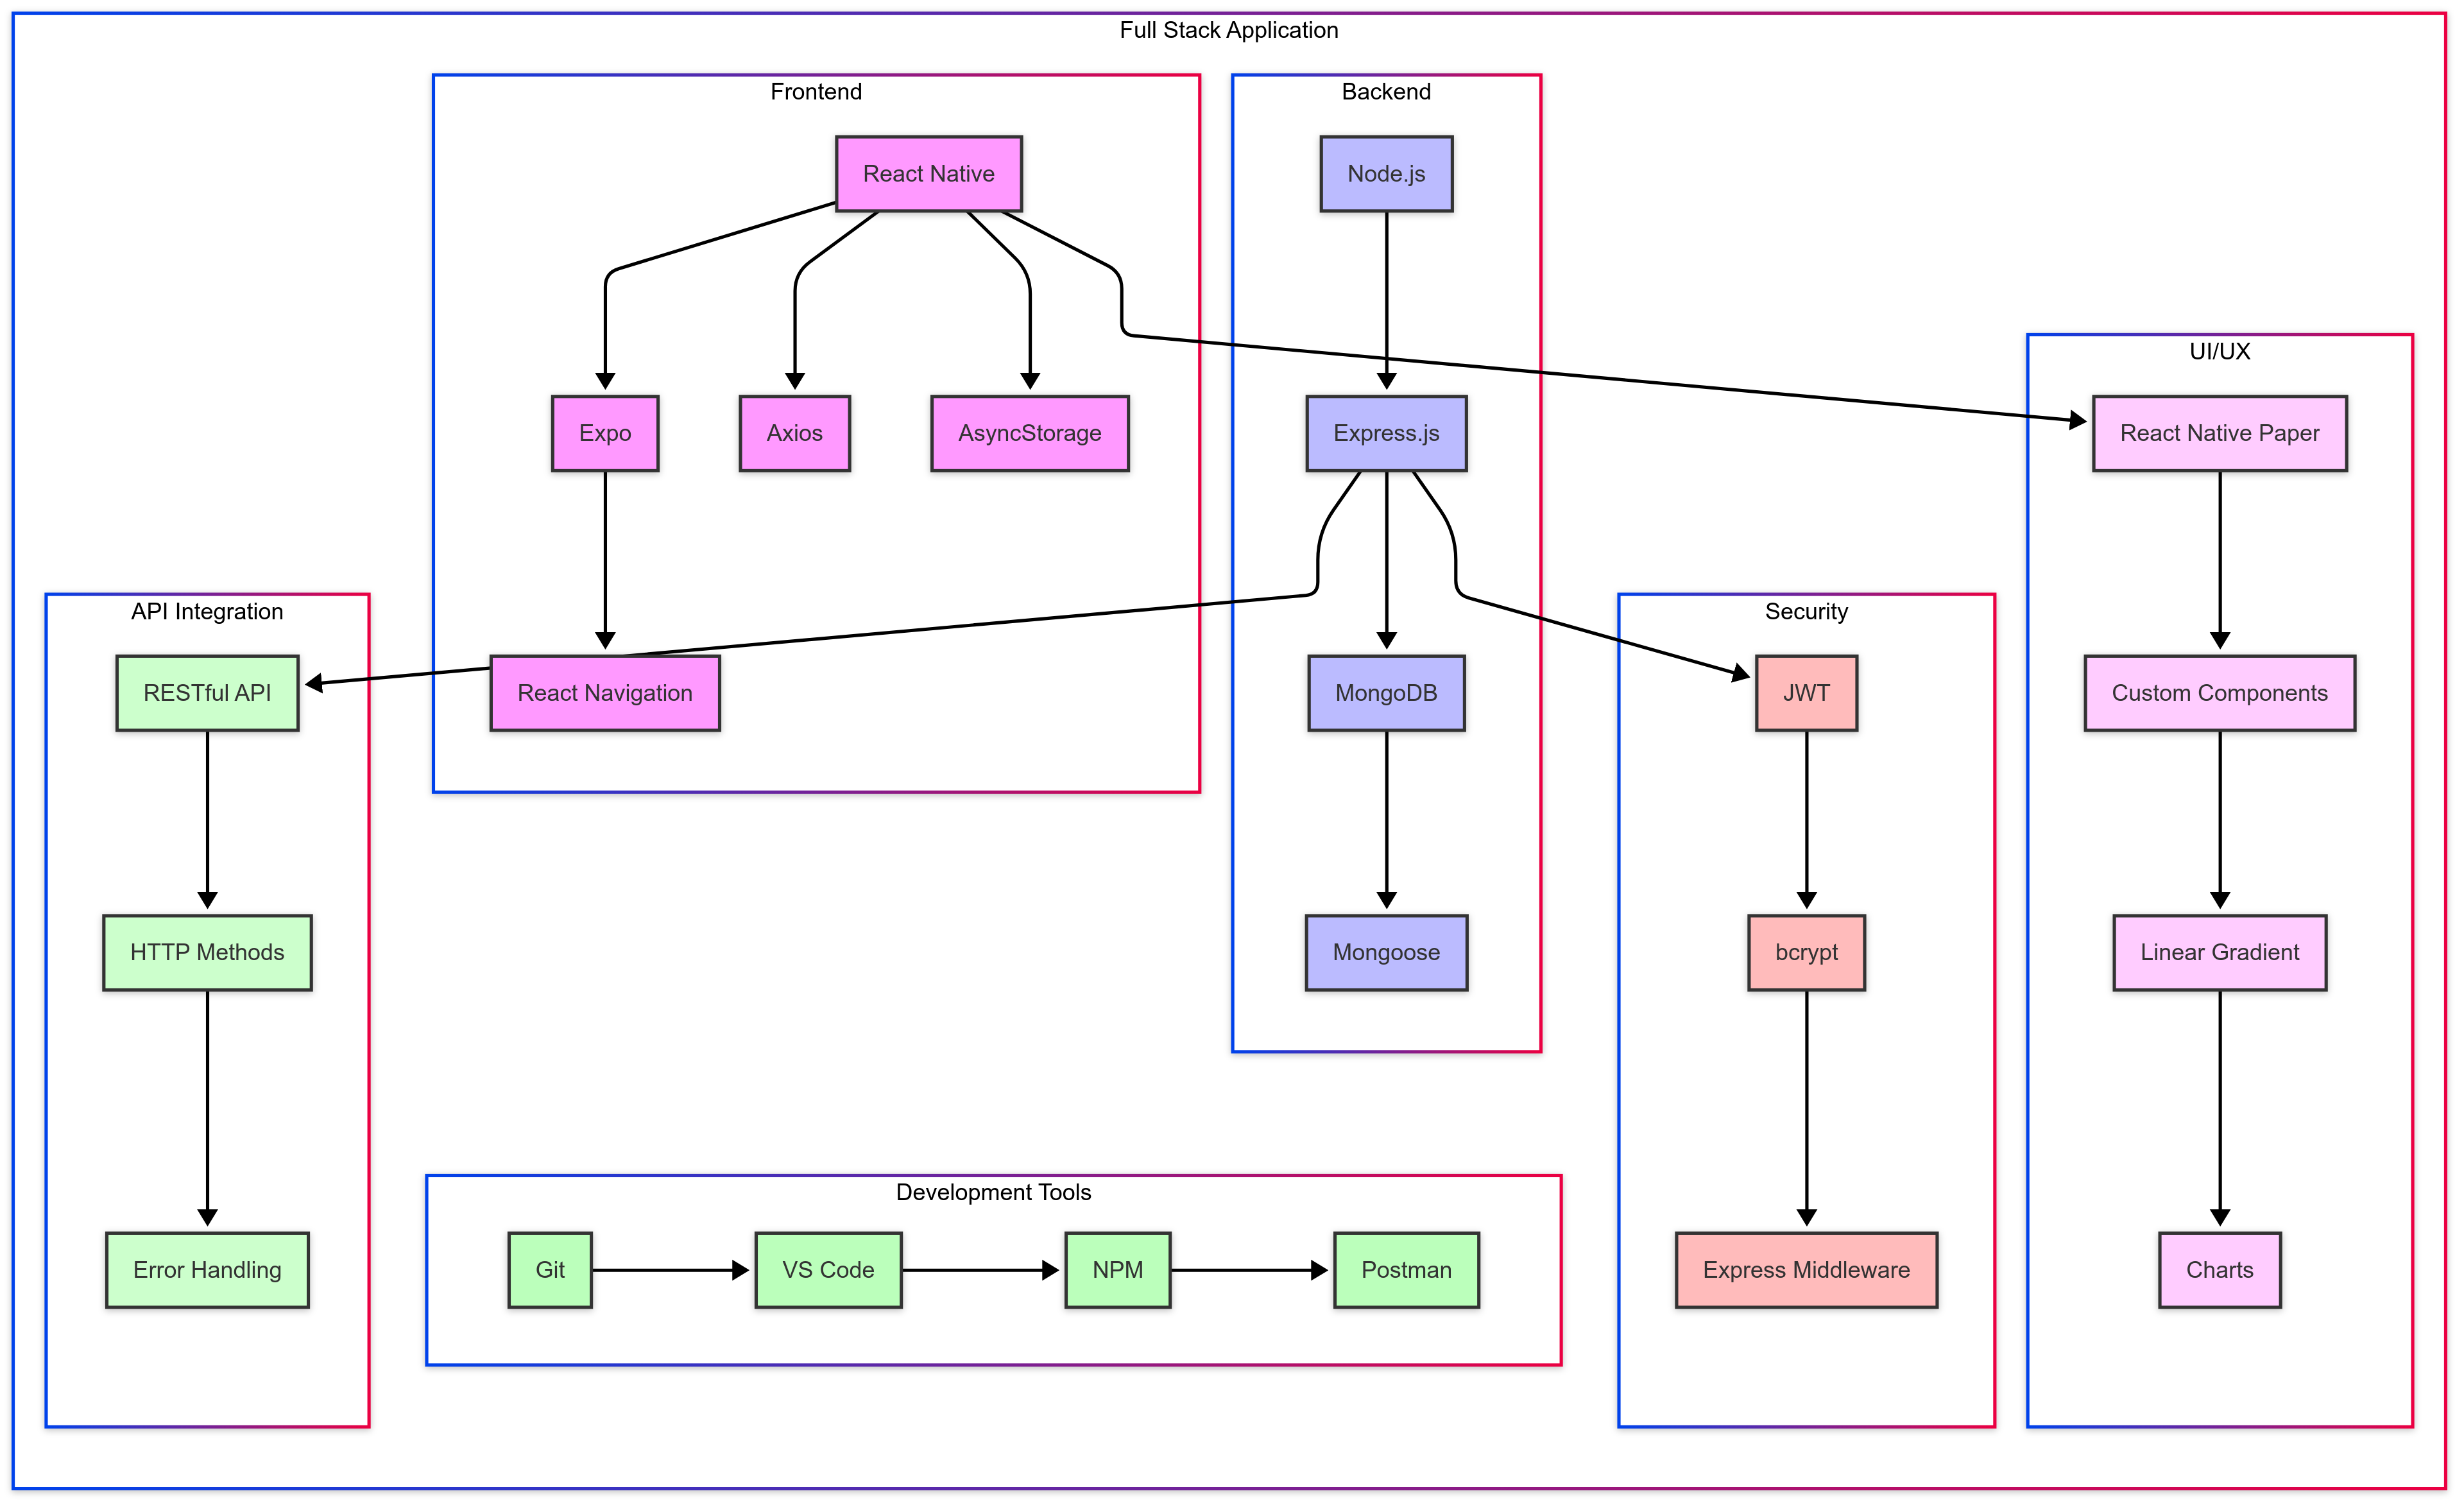 Full Stack Application
Frontend
React Native
Expo
Axios
AsyncStorage
React Navigation
Backend
Node.js
Express.js
MongoDB
Mongoose
UI/UX
React Native Paper
Custom Components
Linear Gradient
Charts
API Integration
RESTful API
HTTP Methods
Error Handling
Security
JWT
bcrypt
Express Middleware
Development Tools
Git
VS Code
NPM
Postman